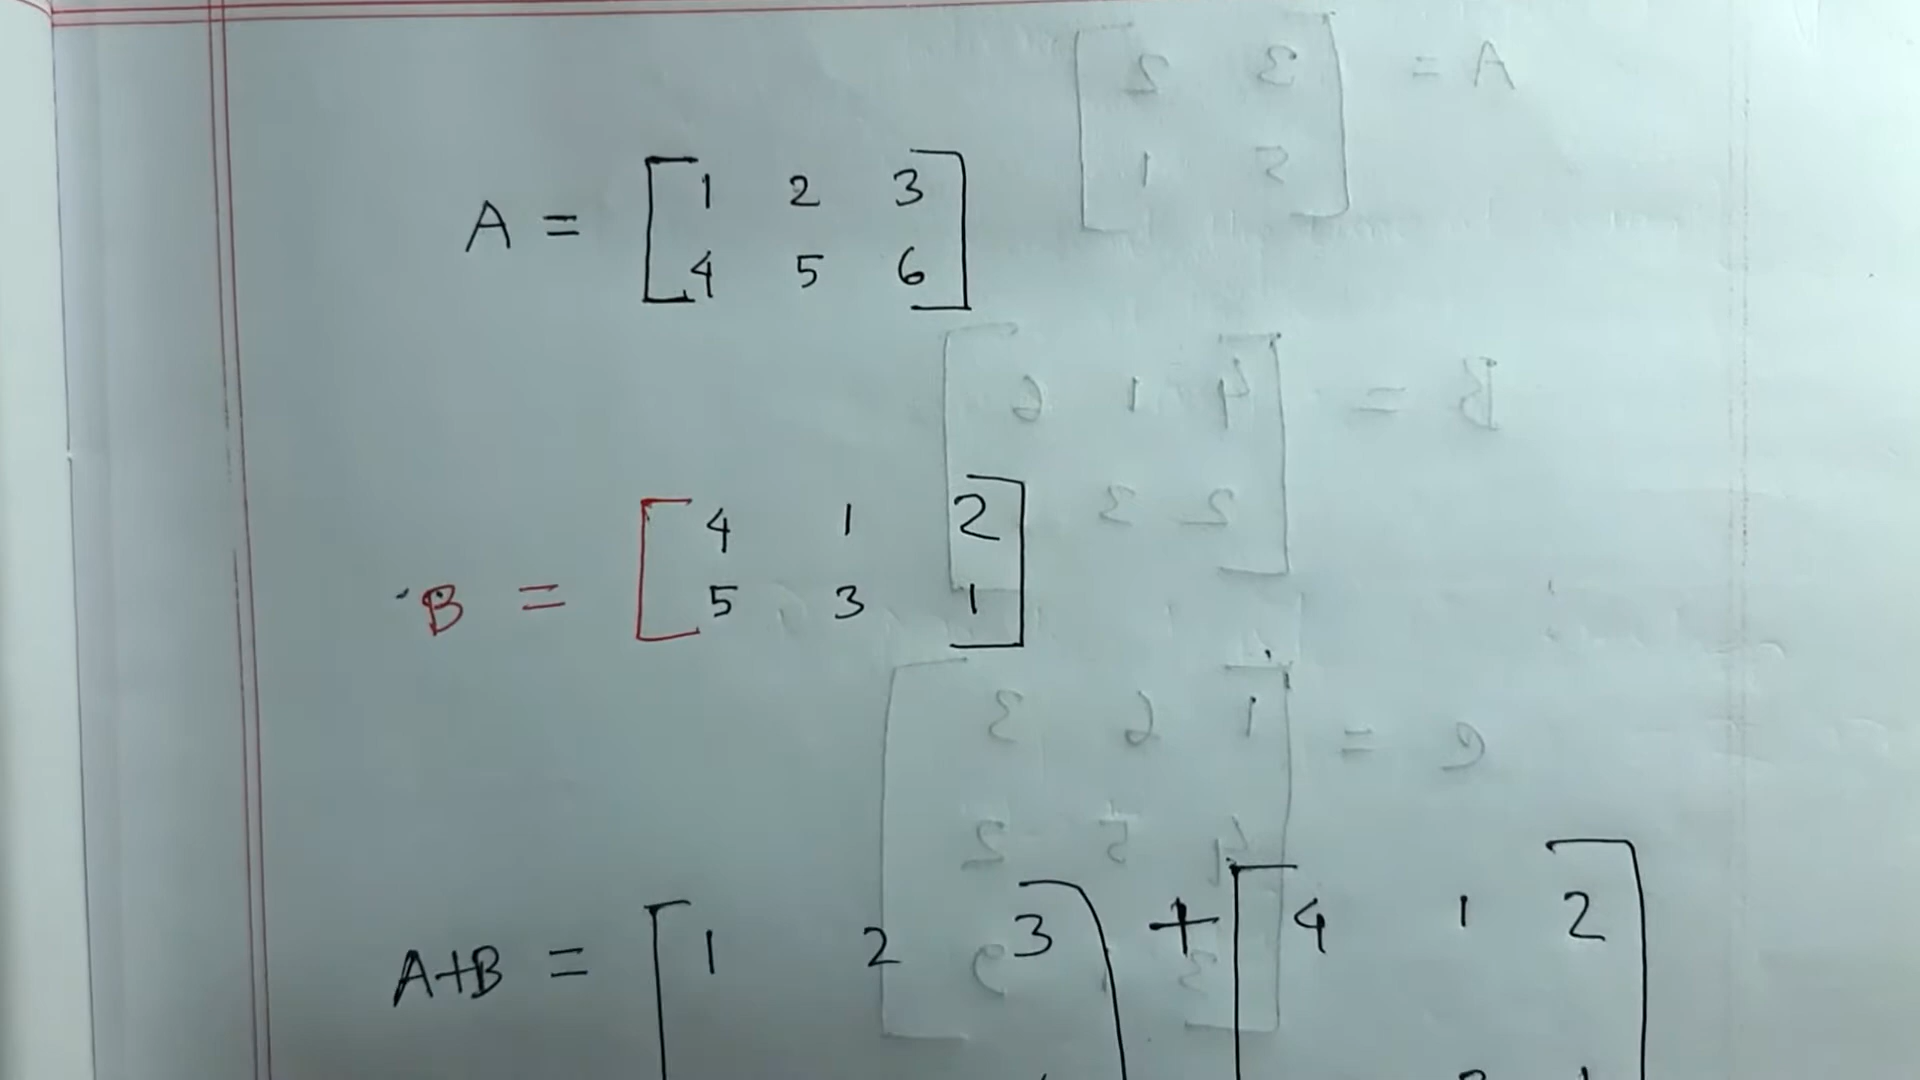 A = [ 1 2 3
4 5 6 ]
B = [ 4 1 2
5 3 1 ]
A+B = [ 1 2 3 ] + [ 4 1 2 ]